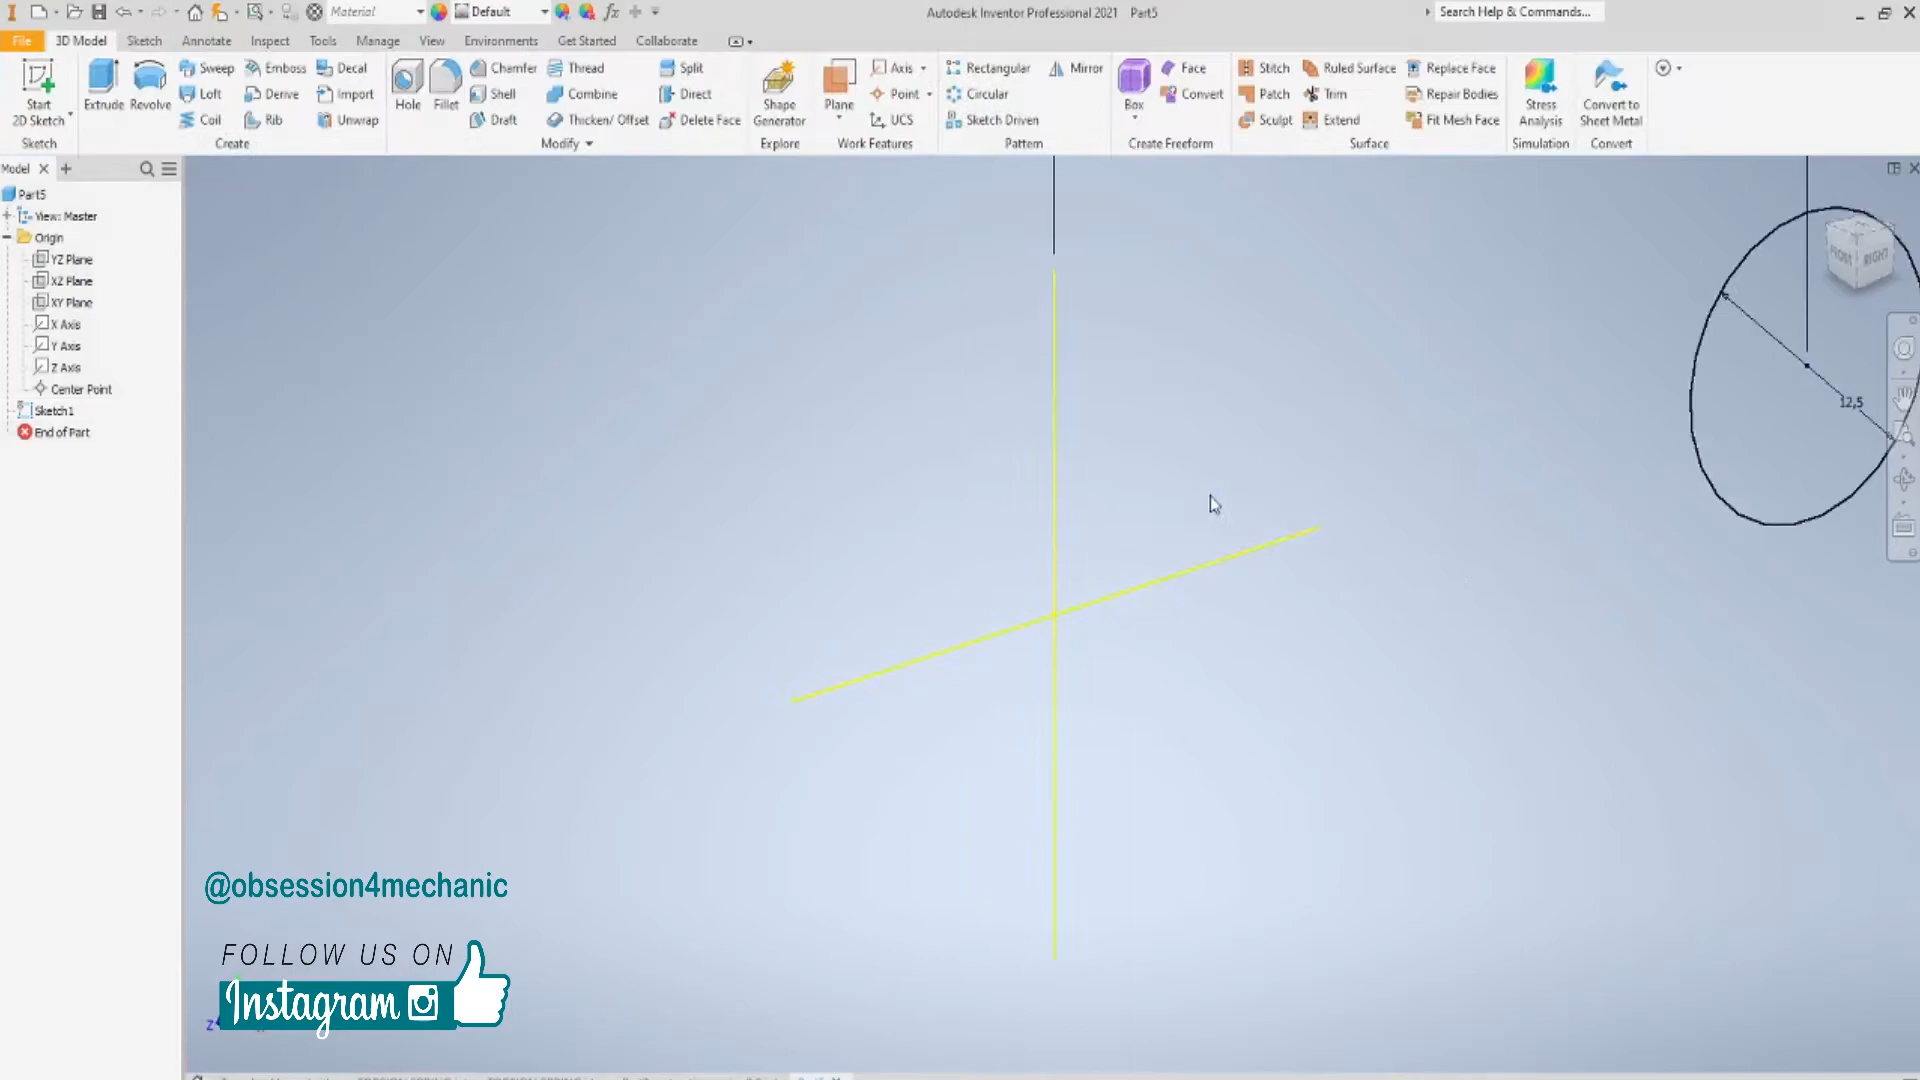 Material
Default
Autodesk Inventor Professional 2021 Part5
Search Help & Commands...
File 3D Model Sketch Annotate Inspect Tools Manage View Environments Get Started Collaborate
Start
2D Sketch
Sketch
Extrude
Revolve
Sweep
Loft
Coil
Emboss
Derive
Rib
Decal
Import
Unwrap
Create
Hole
Fillet
Chamfer
Shell
Draft
Thread
Combine
Thicken/ Offset
Split
Direct
Delete Face
Modify
Shape
Generator
Explore
Plane
Axis
Point
UCS
Work Features
Rectangular
Circular
Sketch Driven
Mirror
Pattern
Box
Face
Convert
Create Freeform
Stitch
Patch
Sculpt
Ruled Surface
Trim
Extend
Replace Face
Repair Bodies
Fit Mesh Face
Surface
Stress
Analysis
Simulation
Convert to
Sheet Metal
Convert
Model
Part5
View: Master
Origin
YZ Plane
XZ Plane
XY Plane
X Axis
Y Axis
Z Axis
Center Point
Sketch1
End of Part
FRONT
RIGHT
12,5
@obsession4mechanic
FOLLOW US ON
Instagram
Z